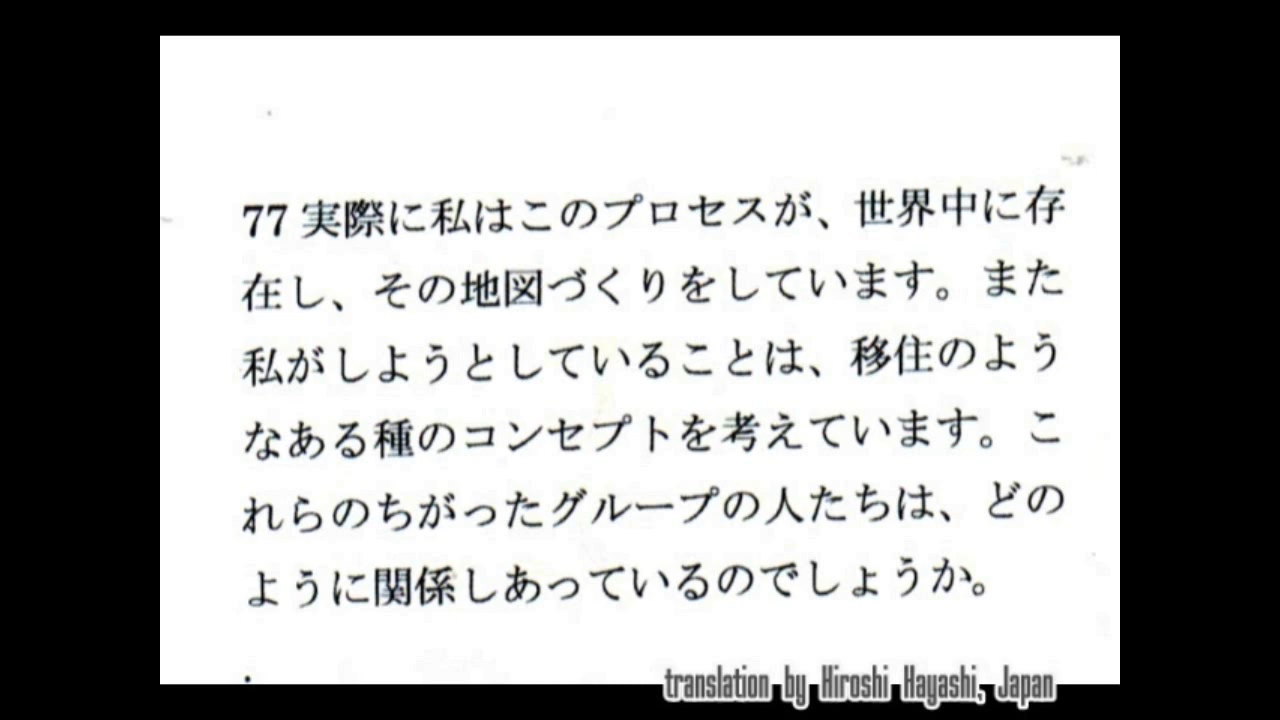 77 実際に私はこのプロセスが、世界中に存
在し、その地図づくりをしています。また
私がしようとしていることは、移住のよう
なある種のコンセプトを考えています。こ
れらのちがったグループの人たちは、どの
ように関係しあっているのでしょうか。
translation by Hiroshi Hayashi, Japan